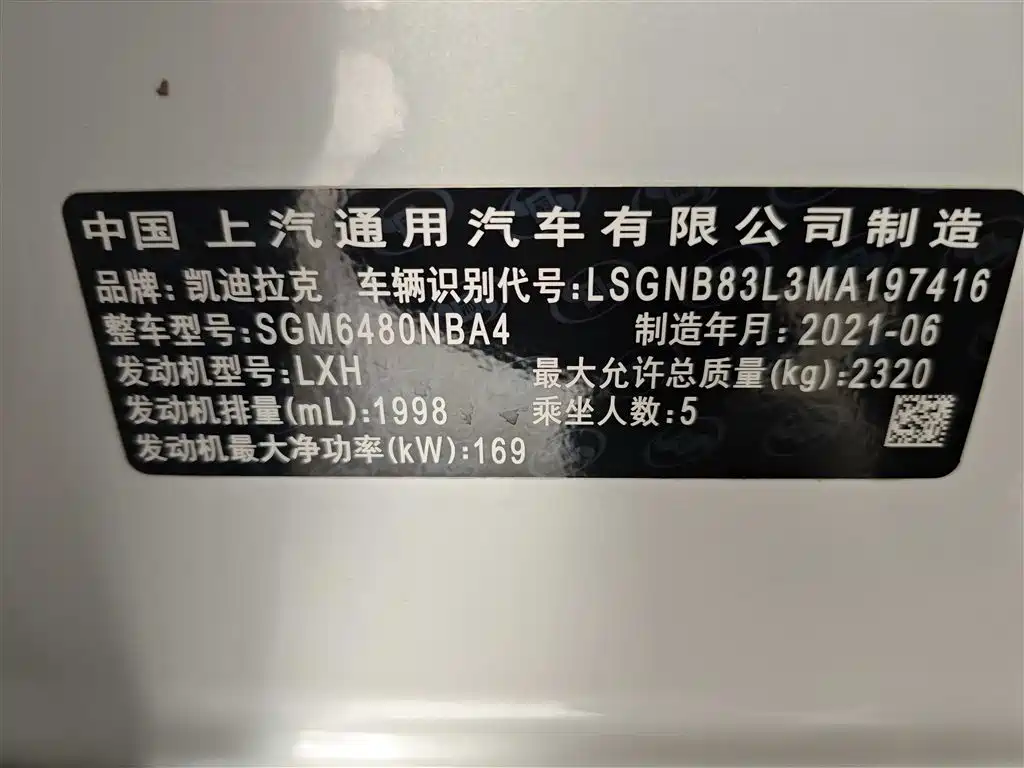 中国 上汽通用汽车有限公司制造
品牌: 凯迪拉克 车辆识别代号:LSGNB83L3MA197416
整车型号:SGM6480NBA4 制造年月: 2021-06
发动机型号:LXH 最大允许总质量(kg):2320
发动机排量(mL):1998 乘坐人数:5
发动机最大净功率(kW):169